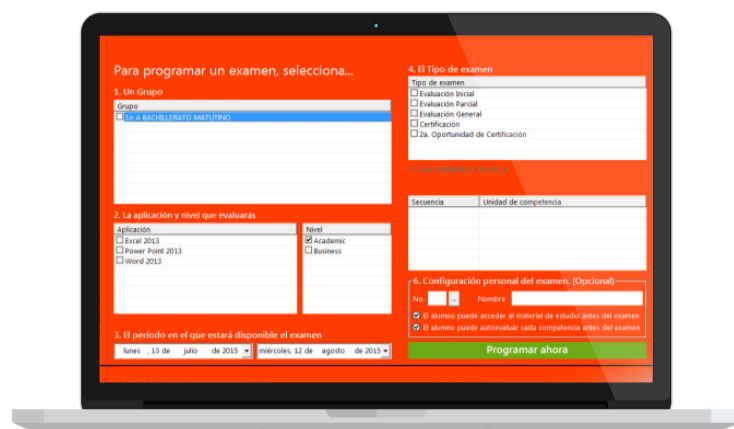 Para programar un examen, selecciona...
1. Un Grupo
Grupo
1o A BACHILLERATO MATUTINO
2. La aplicación y nivel que evaluarás
Aplicación
Excel 2013
Power Point 2013
Word 2013
Nivel
Academic
Business
3. El periodo en el que estará disponible el examen
lunes , 13 de julio de 2015
miércoles, 12 de agosto de 2015
4. El Tipo de examen
Tipo de examen
Evaluación Inicial
Evaluación Parcial
Evaluación General
Certificación
2a. Oportunidad de Certificación
Secuencia
Unidad de competencia
6. Configuración personal del examen. (Opcional)
No.
...
Nombre
El alumno puede acceder al material de estudio antes del examen
El alumno puede autoevaluar cada competencia antes del examen
Programar ahora